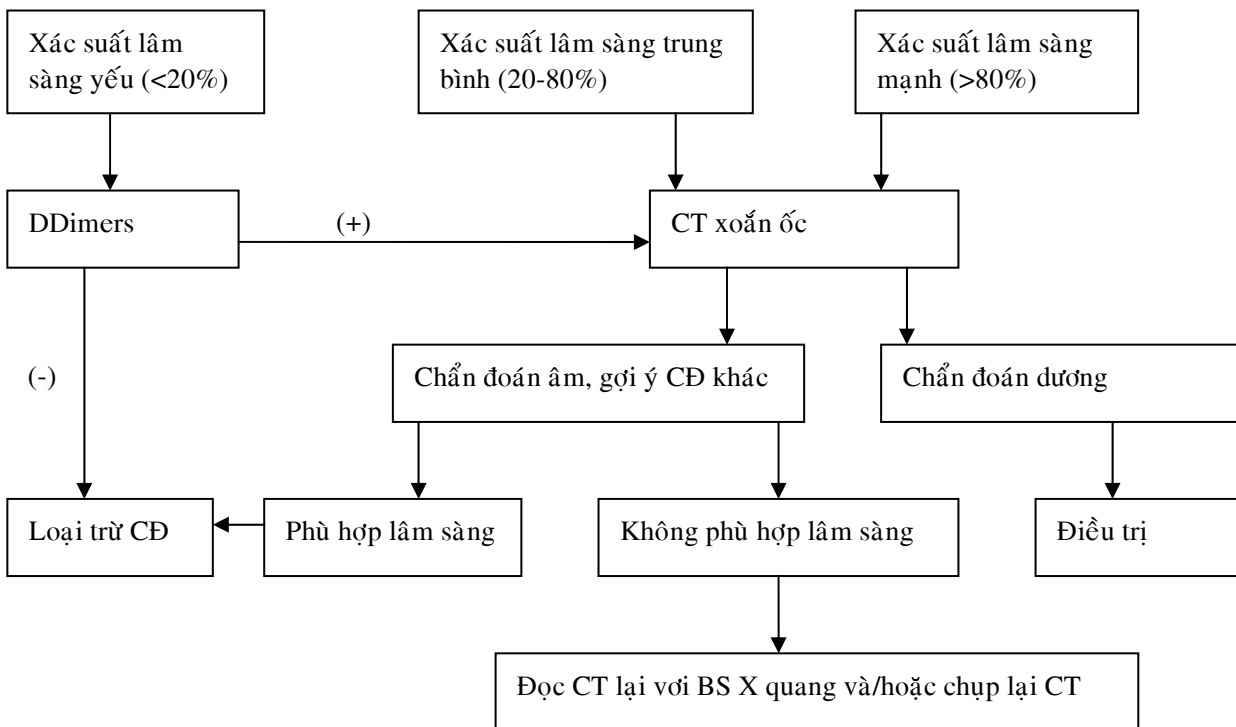 Xác suất lâm
sàng yếu (<20%)
Xác suất lâm sàng trung
bình (20-80%)
Xác suất lâm sàng
mạnh (>80%)
DDimers
(+)
CT xoắn ốc
(-)
Chẩn đoán âm, gợi ý CĐ khác
Chẩn đoán dương
Loại trừ CĐ
Phù hợp lâm sàng
Không phù hợp lâm sàng
Điều trị
Đọc CT lại vơi BS X quang và/hoặc chụp lại CT